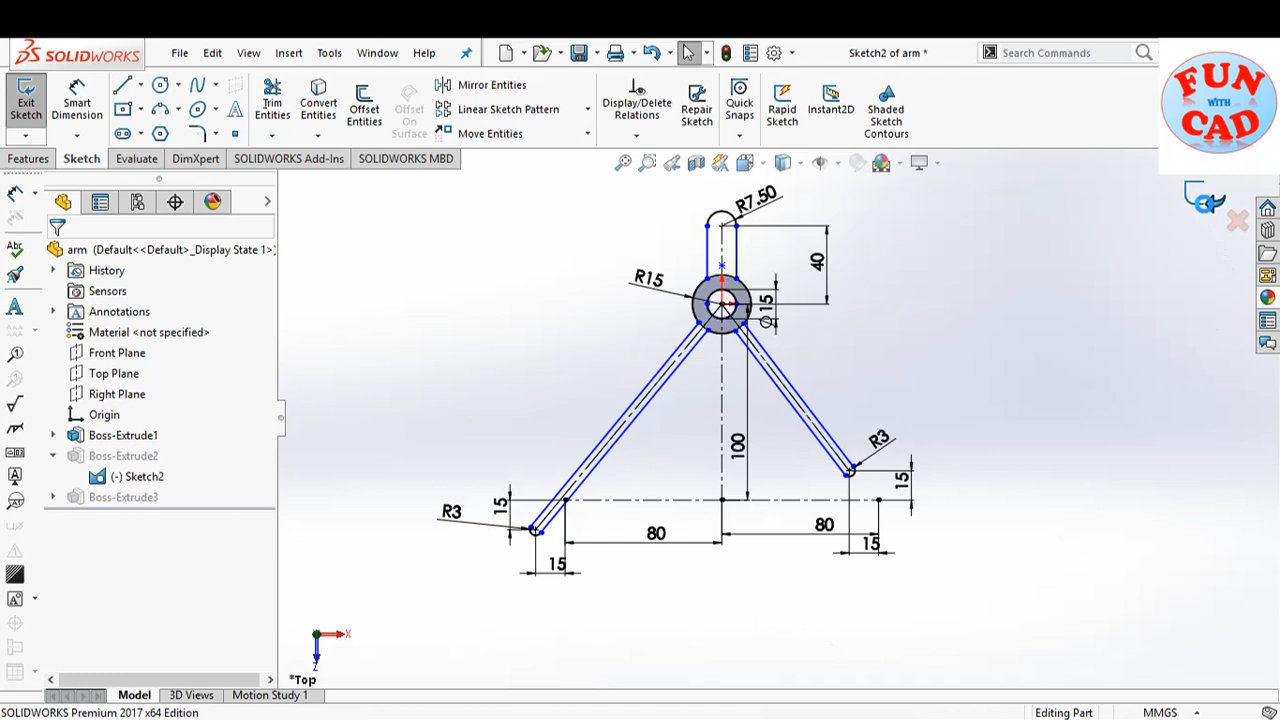 SOLIDWORKS
File Edit View Insert Tools Window Help
Sketch2 of arm *
Search Commands
FUN
WITH
CAD
Exit Sketch
Smart Dimension
Trim Entities
Convert Entities
Offset Entities
Offset On Surface
Mirror Entities
Linear Sketch Pattern
Move Entities
Display/Delete Relations
Repair Sketch
Quick Snaps
Rapid Sketch
Instant2D
Shaded Sketch Contours
Features Sketch Evaluate DimXpert SOLIDWORKS Add-Ins SOLIDWORKS MBD
arm (Default<<Default>_Display State 1>)
History
Sensors
Annotations
Material <not specified>
Front Plane
Top Plane
Right Plane
Origin
Boss-Extrude1
Boss-Extrude2
(-) Sketch2
Boss-Extrude3
R7.50
40
R15
Ø15
100
R3
15
15
R3
80
80
15
15
X
Z
*Top
Model 3D Views Motion Study 1
SOLIDWORKS Premium 2017 x64 Edition
Editing Part
MMGS